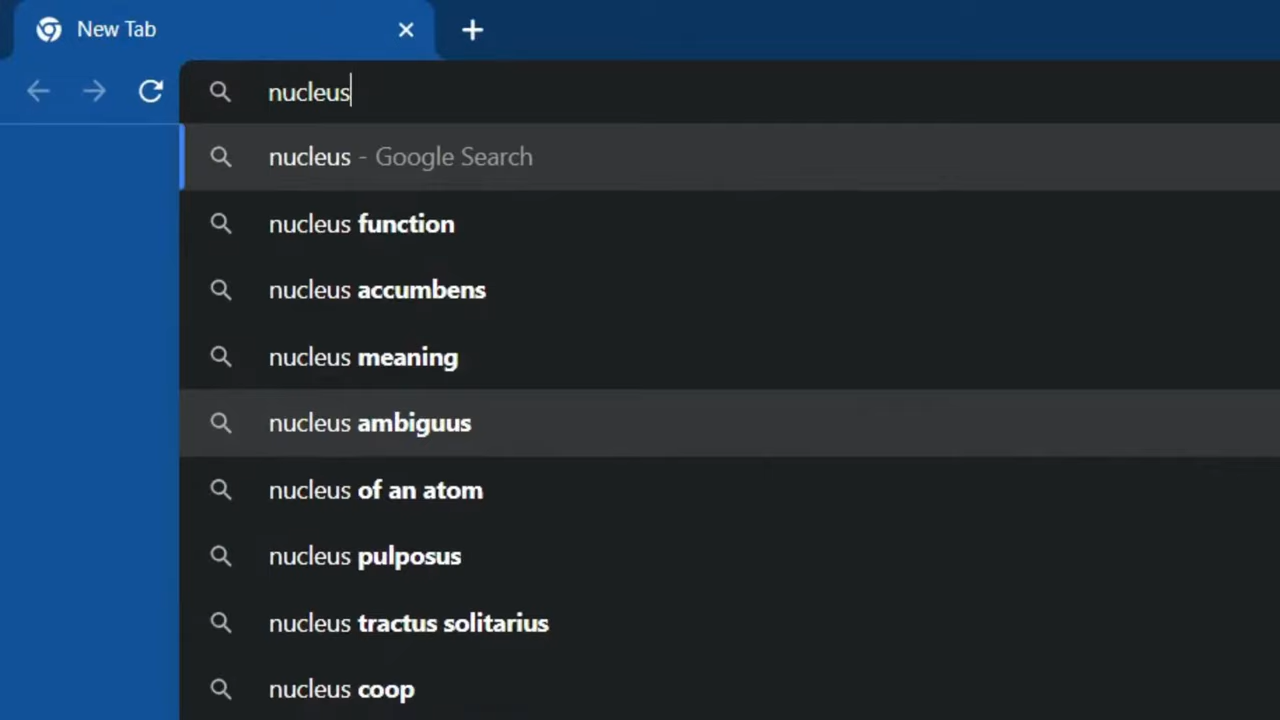 New Tab
nucleus
nucleus - Google Search
nucleus function
nucleus accumbens
nucleus meaning
nucleus ambiguus
nucleus of an atom
nucleus pulposus
nucleus tractus solitarius
nucleus coop